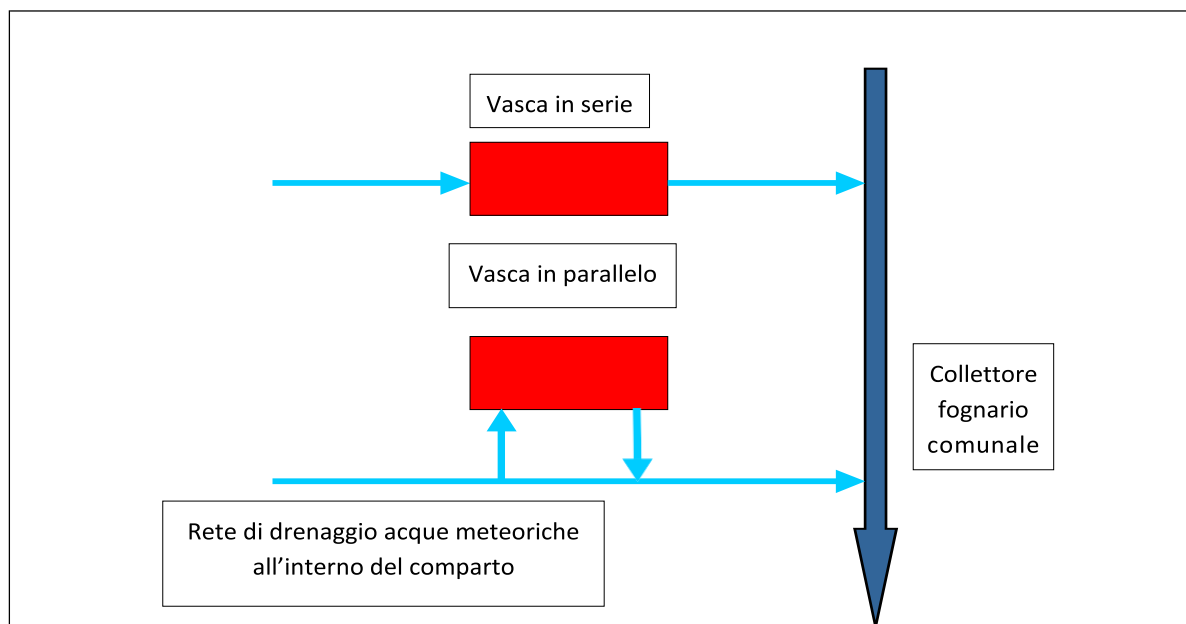 Vasca in serie
Vasca in parallelo
Collettore
fognario
comunale
Rete di drenaggio acque meteoriche
all’interno del comparto